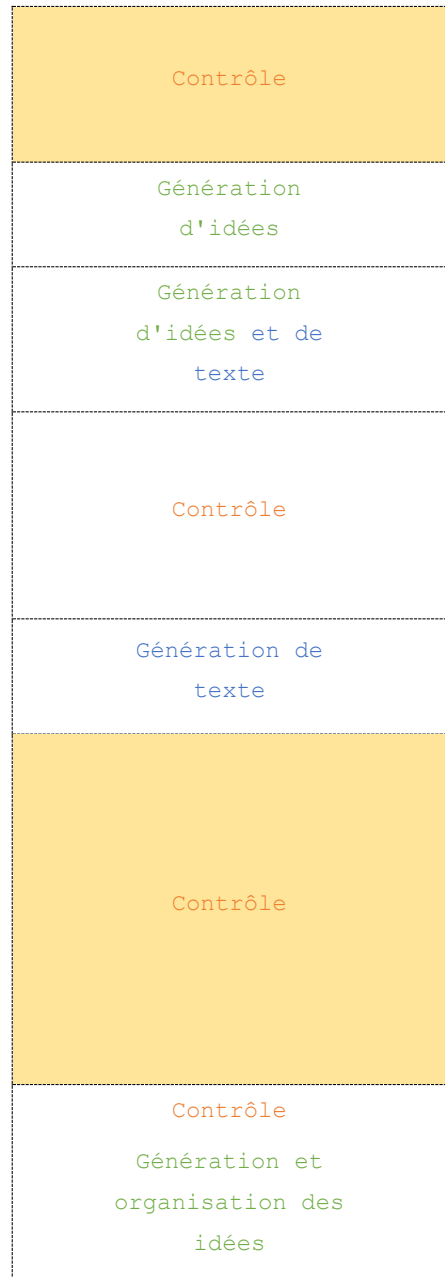 Contrôle
Génération
d'idées
Génération
d'idées et de
texte
Contrôle
Génération de
texte
Contrôle
Contrôle
Génération et
organisation des
idées